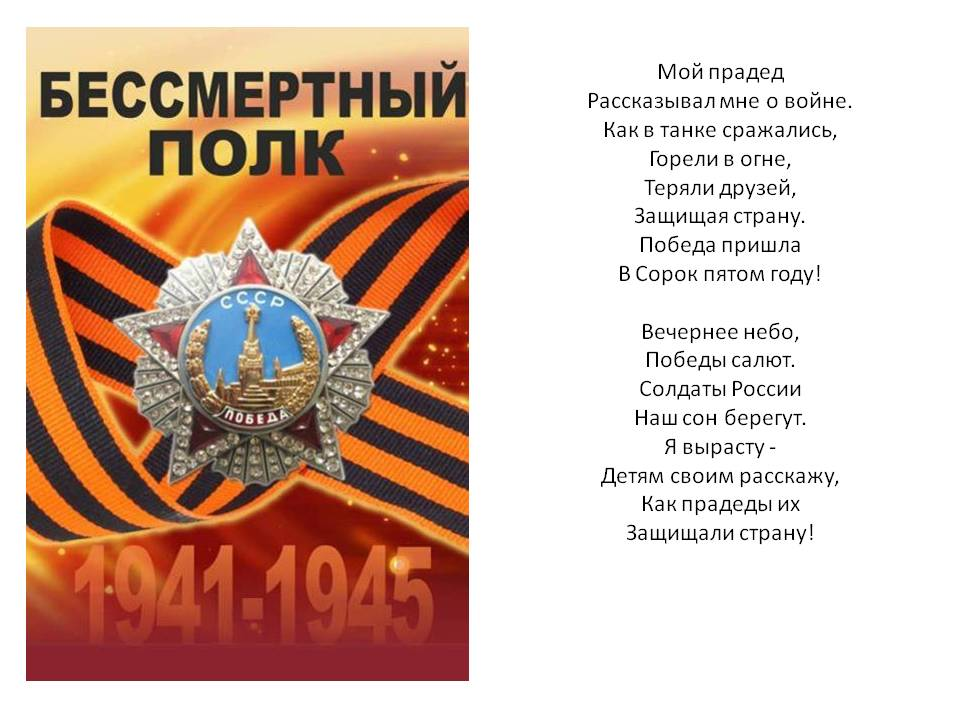 БЕССМЕРТНЫЙ
ПОЛК
СССР
ПОБЕДА
1941-1945
Мой прадед
Рассказывал мне о войне.
Как в танке сражались,
Горели в огне,
Теряли друзей,
Защищая страну.
Победа пришла
В Сорок пятом году!

Вечернее небо,
Победы салют.
Солдаты России
Наш сон берегут.
Я вырасту -
Детям своим расскажу,
Как прадеды их
Защищали страну!